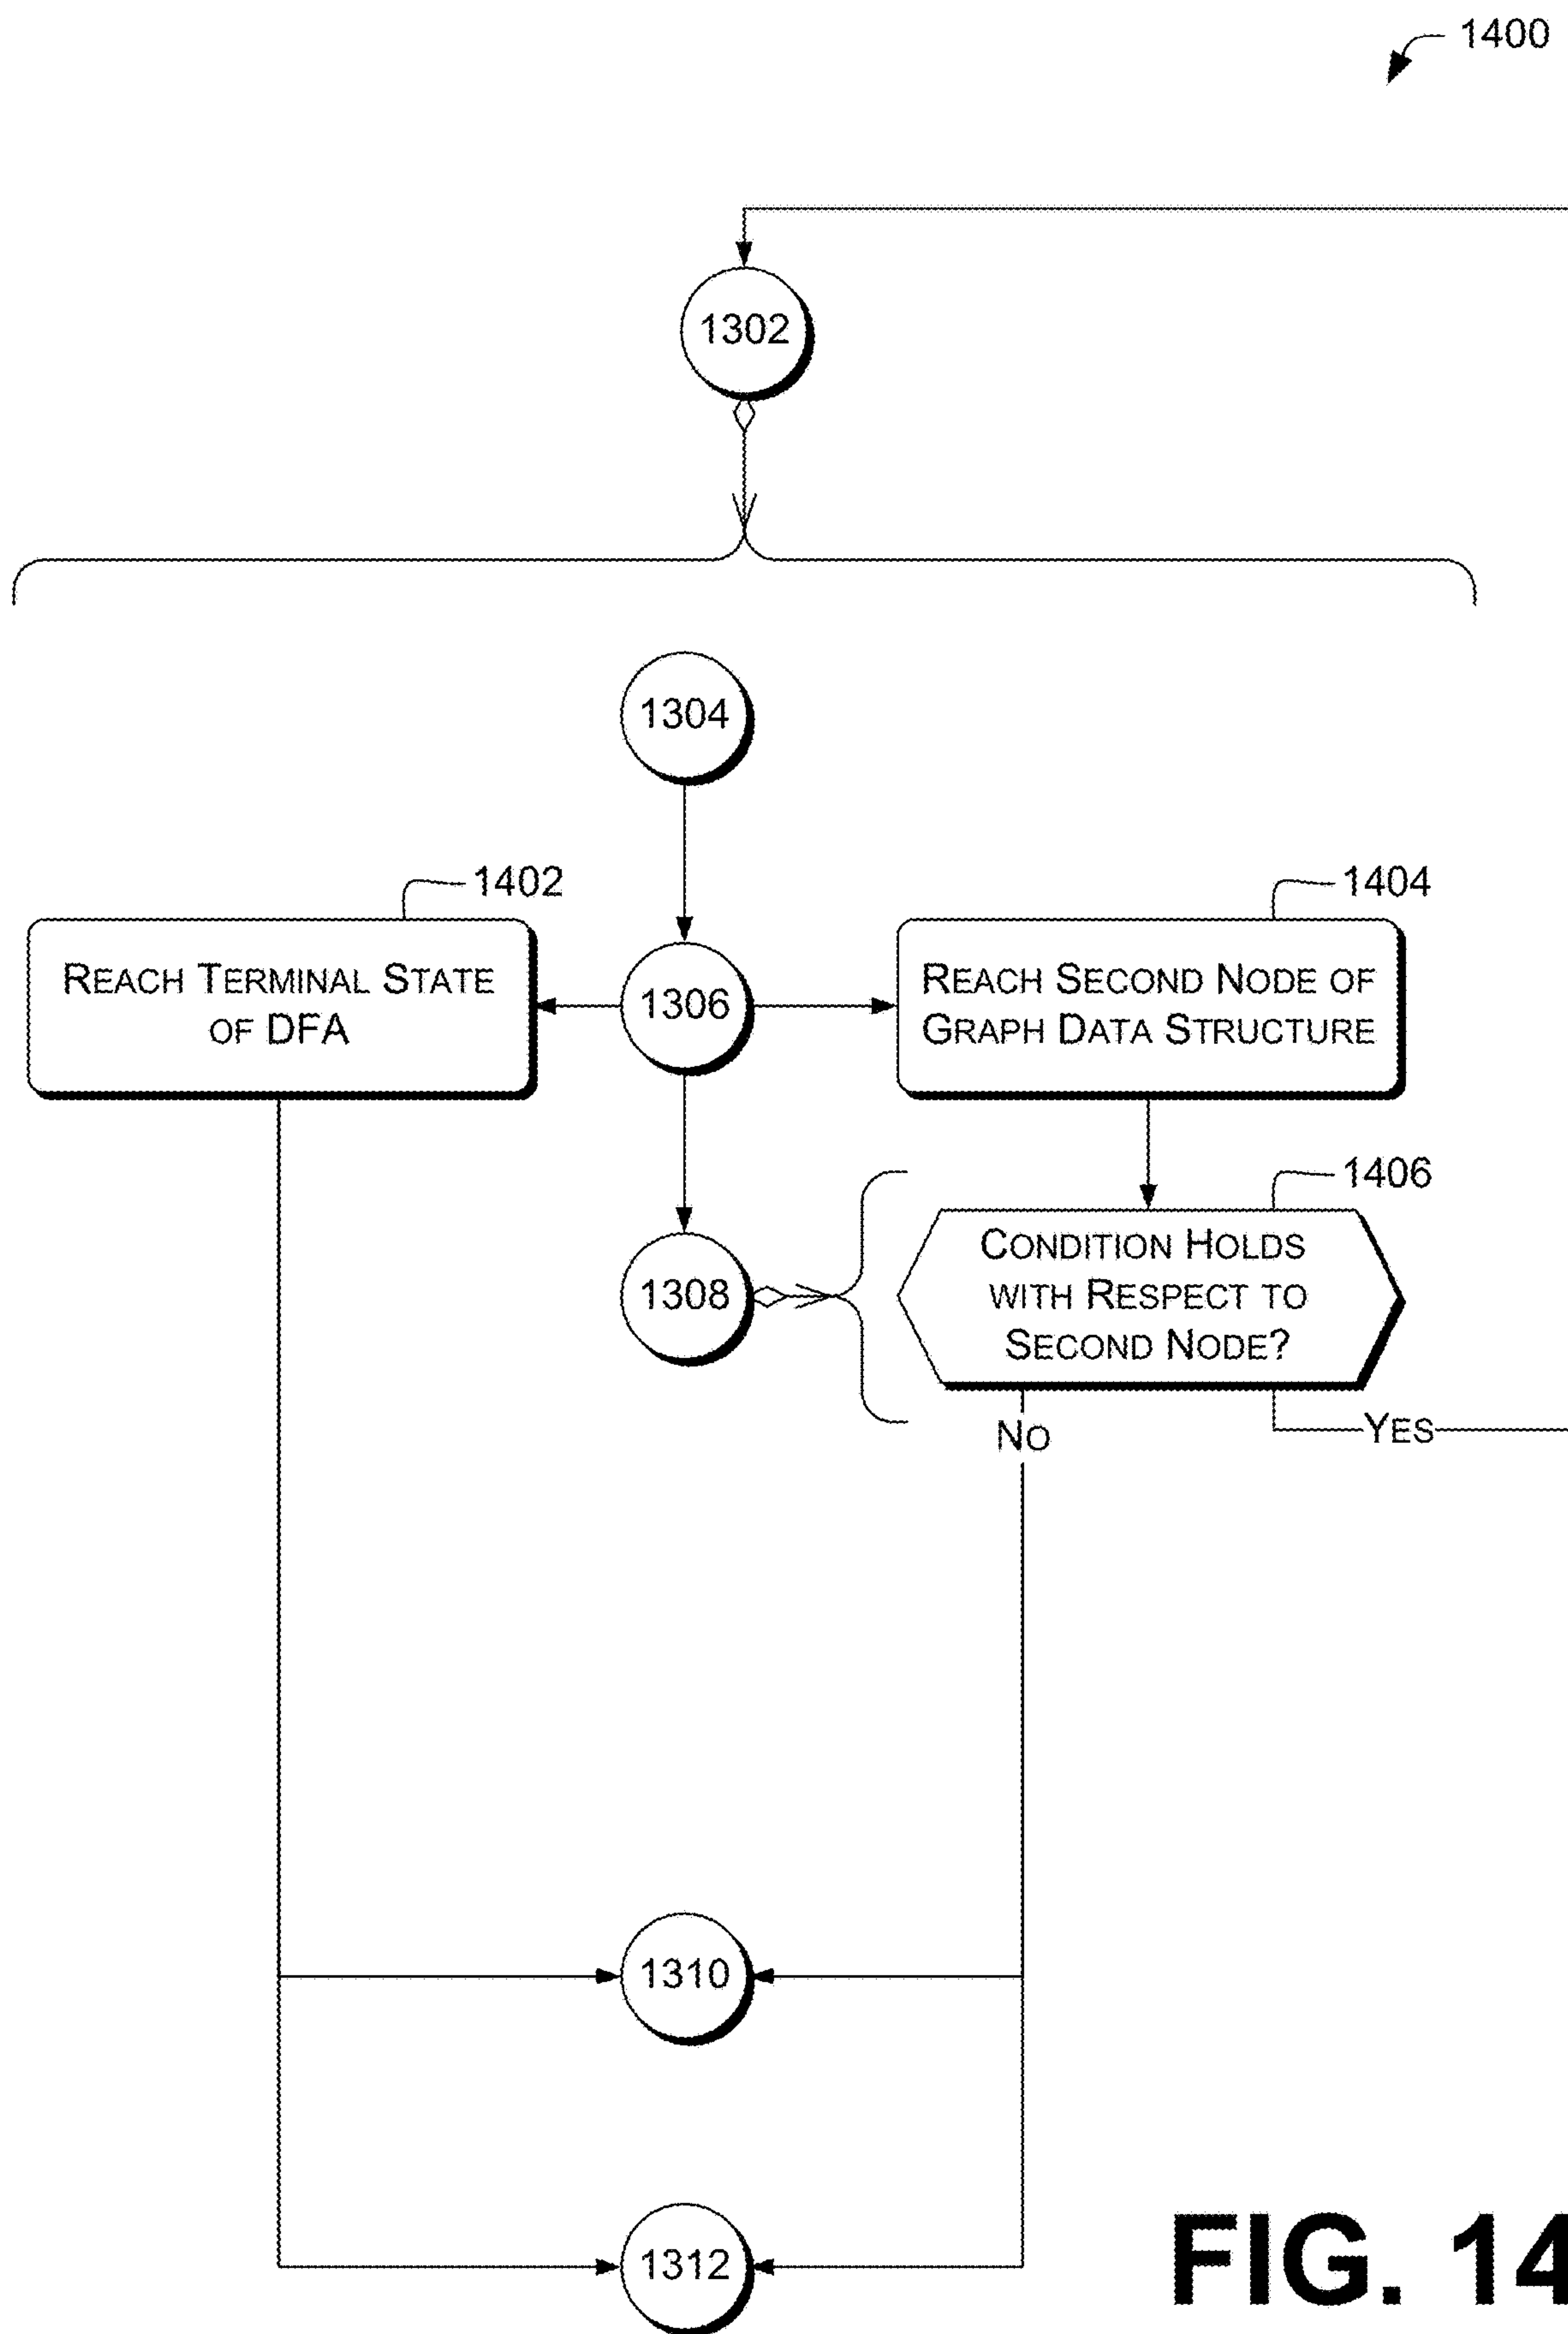 1400
1302
1304
1402
1404
REACH TERMINAL STATE
OF DFA
1306
REACH SECOND NODE OF
GRAPH DATA STRUCTURE
1406
1308
CONDITION HOLDS
WITH RESPECT TO
SECOND NODE?
NO
YES
1310
1312
FIG. 14